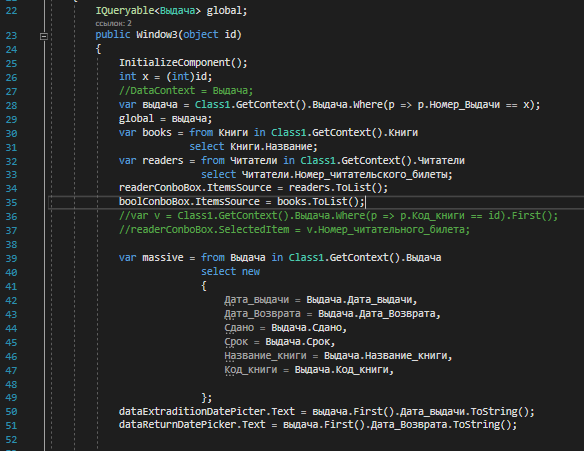 22 IQueryable<Выдача> global;
ссылок: 2
23 public Window3(object id)
24 {
25 InitializeComponent();
26 int x = (int)id;
27 //DataContext = Выдача;
28 var выдача = Class1.GetContext().Выдача.Where(p => p.Номер_Выдачи == x);
29 global = выдача;
30 var books = from Книги in Class1.GetContext().Книги
31 select Книги.Название;
32 var readers = from Читатели in Class1.GetContext().Читатели
33 select Читатели.Номер_читательского_билеты;
34 readerConboBox.ItemsSource = readers.ToList();
35 boolConboBox.ItemsSource = books.ToList();
36 //var v = Class1.GetContext().Выдача.Where(p => p.Код_книги == id).First();
37 //readerConboBox.SelectedItem = v.Номер_читательного_билета;
38
39 var massive = from Выдача in Class1.GetContext().Выдача
40 select new
41 {
42 Дата_выдачи = Выдача.Дата_выдачи,
43 Дата_Возврата = Выдача.Дата_Возврата,
44 Сдано = Выдача.Сдано,
45 Срок = Выдача.Срок,
46 Название_книги = Выдача.Название_книги,
47 Код_книги = Выдача.Код_книги,
48
49 };
50 dataExtraditionDatePicter.Text = выдача.First().Дата_выдачи.ToString();
51 dataReturnDatePicker.Text = выдача.First().Дата_Возврата.ToString();
52